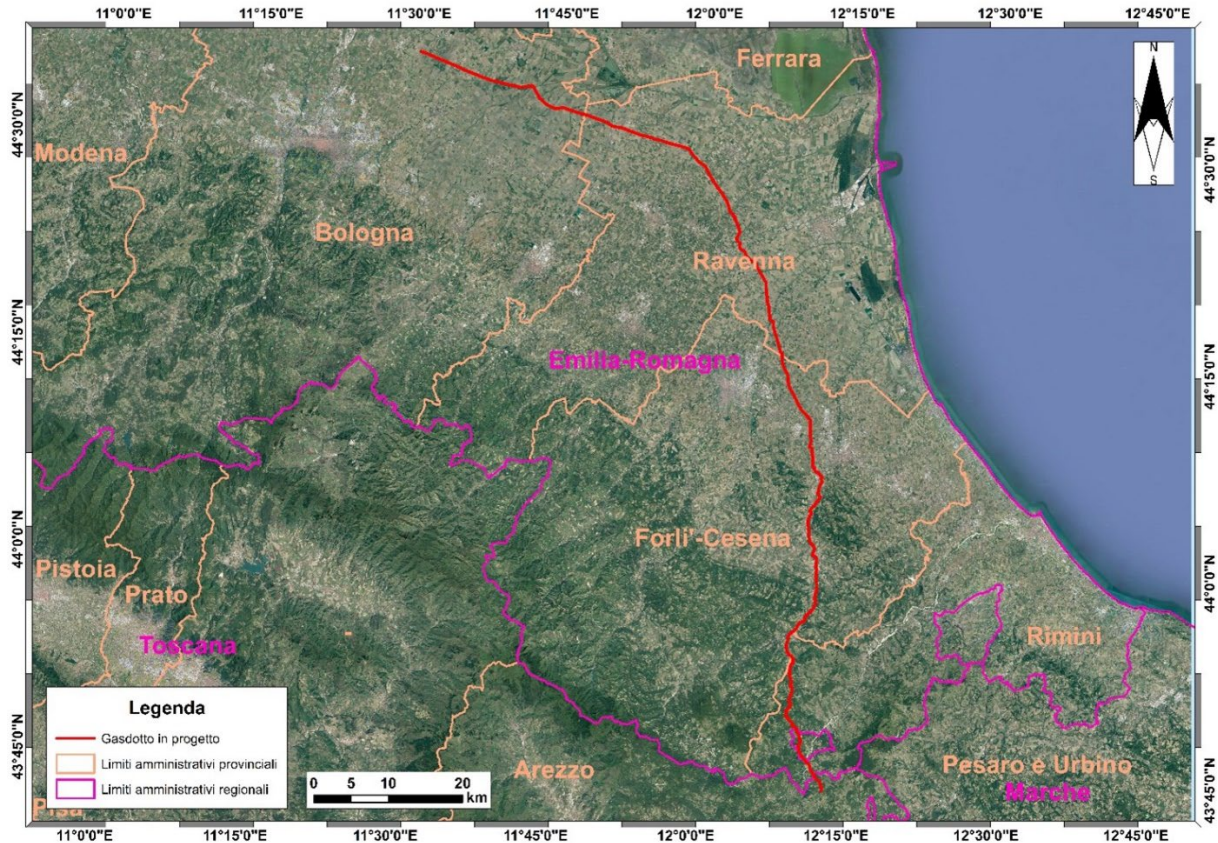 11°0'0"E 11°15'0"E 11°30'0"E 11°45'0"E 12°0'0"E 12°15'0"E 12°30'0"E 12°45'0"E
N
S
Ferrara
44°30'0"N
44°30'0"N
Modena
Bologna
Ravenna
44°15'0"N
44°15'0"N
Emilia-Romagna
44°0'0"N
44°0'0"N
Forli'-Cesena
Pistoia
Prato
Toscana
Rimini
Legenda
Gasdotto in progetto
Limiti amministrativi provinciali
Limiti amministrativi regionali
43°45'0"N
43°45'0"N
0 5 10 20
km
Arezzo
Pesaro e Urbino
Marche
Pisa
11°0'0"E 11°15'0"E 11°30'0"E 11°45'0"E 12°0'0"E 12°15'0"E 12°30'0"E 12°45'0"E